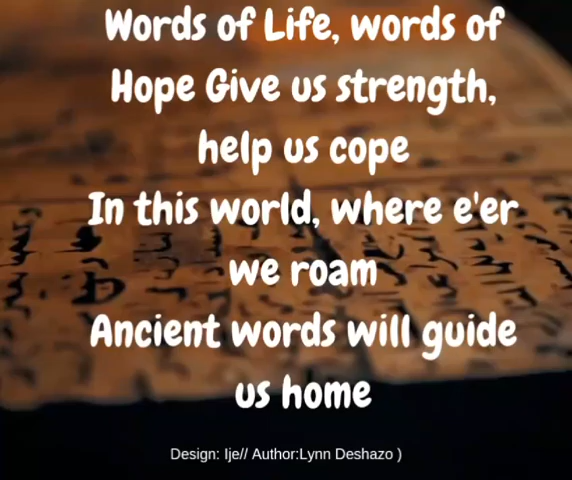 Words of Life, words of
Hope Give us strength,
help us cope
In this world, where e'er
we roam
Ancient words will guide
us home
Design: Ije// Author:Lynn Deshazo )